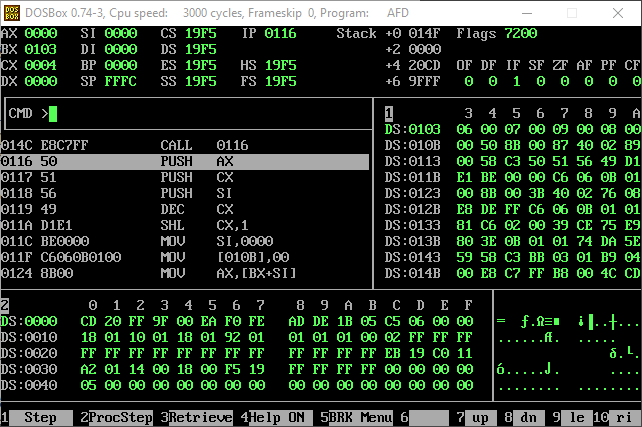 DOSBox 0.74-3, Cpu speed: 3000 cycles, Frameskip 0, Program: AFD
AX 0000 SI 0000 CS 19F5 IP 0116 Stack +0 014F Flags 7200
BX 0103 DI 0000 DS 19F5 +2 0000
CX 0004 BP 0000 ES 19F5 HS 19F5 +4 20CD OF DF IF SF ZF AF PF CF
DX 0000 SP FFFC SS 19F5 FS 19F5 +6 9FFF 0 0 1 0 0 0 0 0
CMD >
1 3 4 5 6 7 8 9 A
DS:0103 06 00 07 00 09 00 08 00
014C E8C7FF CALL 0116 DS:010B 00 50 8B 00 87 40 02 89
0116 50 PUSH AX DS:0113 00 58 C3 50 51 56 49 D1
0117 51 PUSH CX DS:011B E1 BE 00 00 C6 06 0B 01
0118 56 PUSH SI DS:0123 00 8B 00 3B 40 02 76 08
0119 49 DEC CX DS:012B E8 DE FF C6 06 0B 01 01
011A D1E1 SHL CX,1 DS:0133 81 C6 02 00 39 CE 75 E9
011C BE0000 MOV SI,0000 DS:013B 80 3E 0B 01 01 74 DA 5E
011F C6060B0100 MOV [010B],00 DS:0143 59 58 C3 BB 03 01 B9 04
0124 8B00 MOV AX,[BX+SI] DS:014B 00 E8 C7 FF B8 00 4C CD
2 0 1 2 3 4 5 6 7 8 9 A B C D E F
DS:0000 CD 20 FF 9F 00 EA F0 FE AD DE 1B 05 C5 06 00 00
DS:0010 18 01 10 01 18 01 92 01 01 01 01 00 02 FF FF FF
DS:0020 FF FF FF FF FF FF FF FF FF FF FF FF EB 19 C0 11
DS:0030 A2 01 14 00 18 00 F5 19 FF FF FF FF 00 00 00 00
DS:0040 05 00 00 00 00 00 00 00 00 00 00 00 00 00 00 00
1 Step 2 ProcStep 3 Retrieve 4 Help ON 5 BRK Menu 6 7 up 8 dn 9 le 10 ri